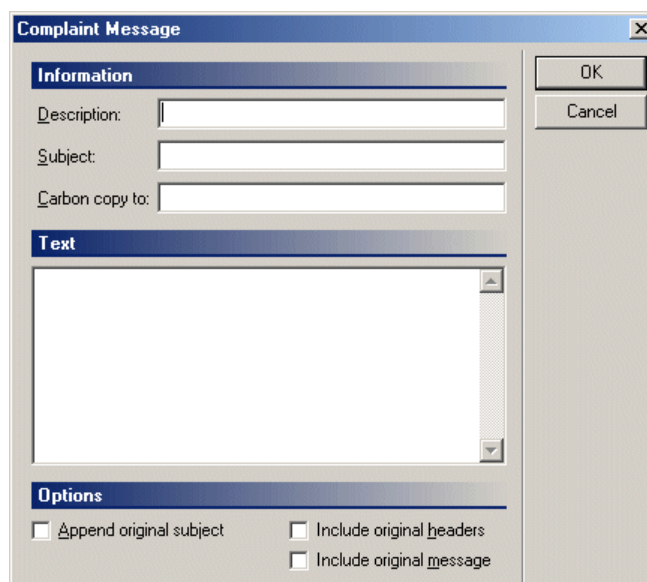 Complaint Message
Information
OK
Description:
Cancel
Subject:
Carbon copy to:
Text
Options
Append original subject
Include original headers
Include original message